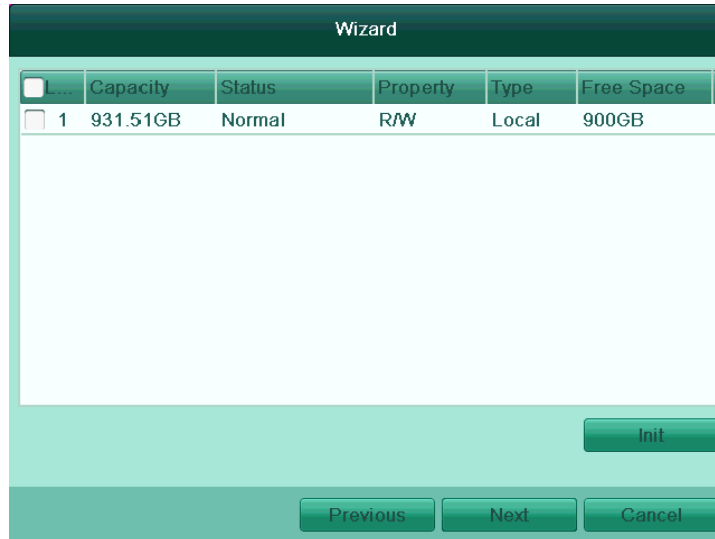 Wizard
L... Capacity Status Property Type Free Space
1 931.51GB Normal R/W Local 900GB
Init
Previous Next Cancel